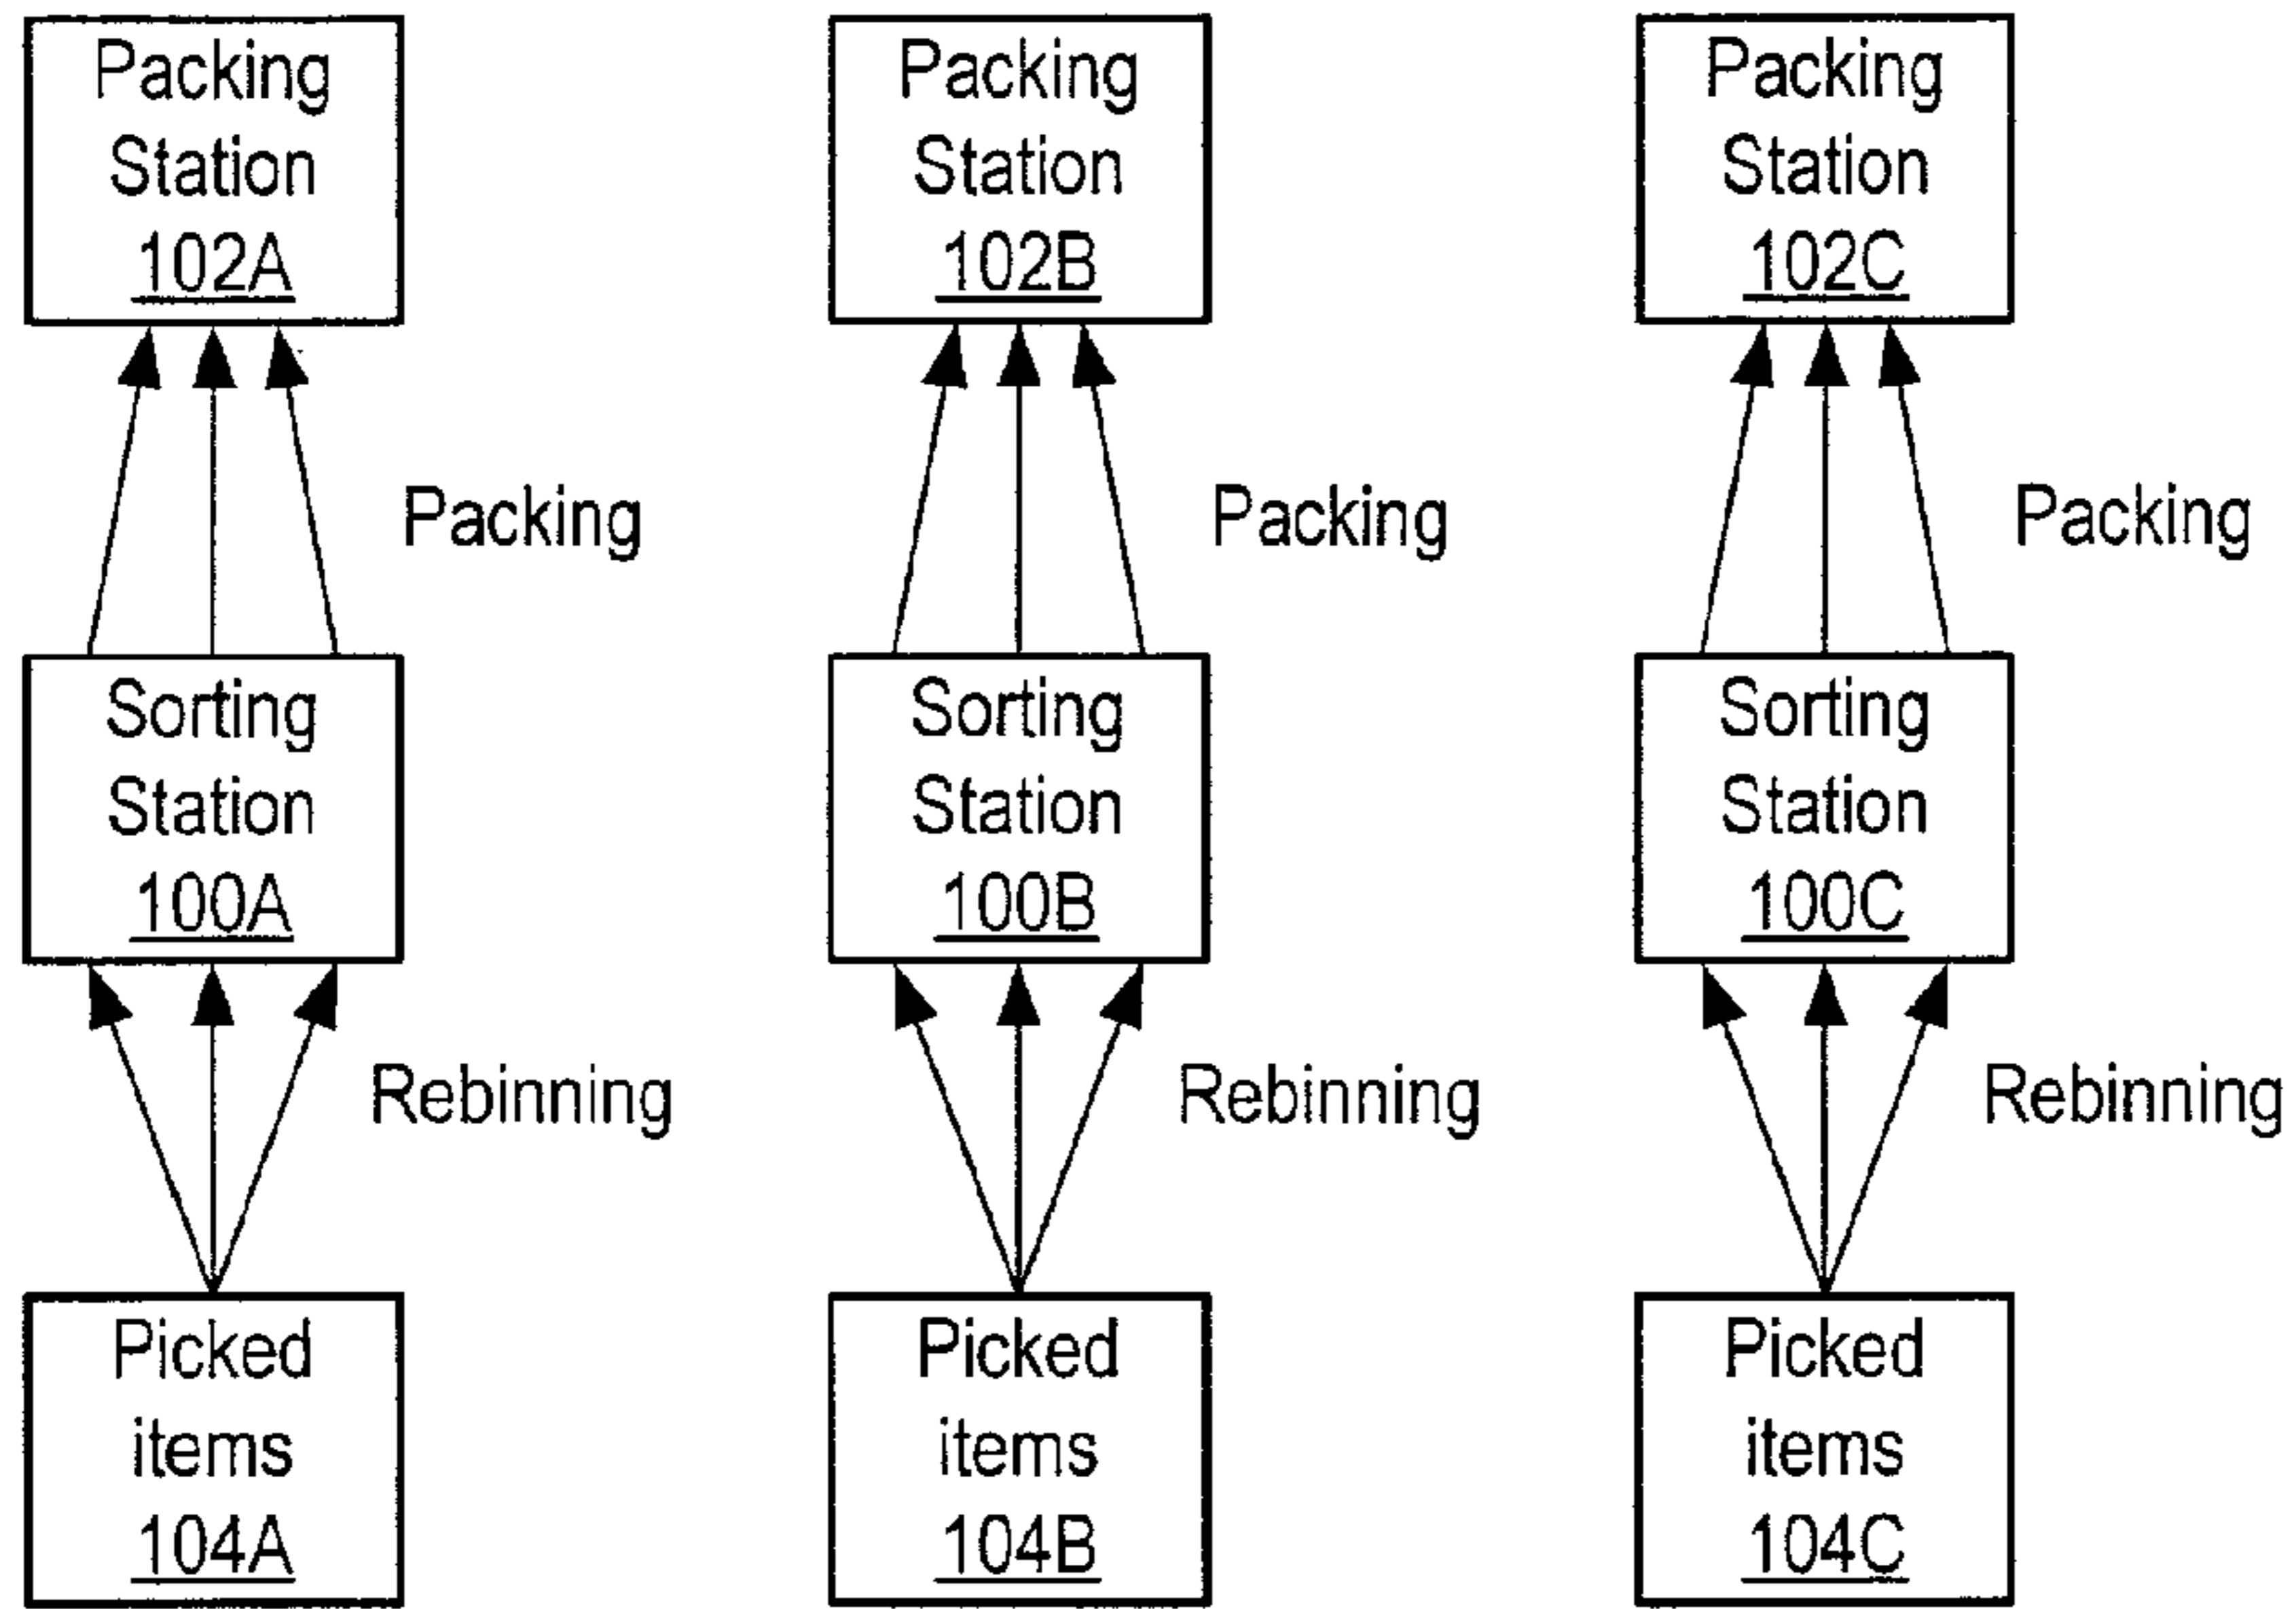 Packing
Station
102A
Packing
Station
102B
Packing
Station
102C
Packing
Packing
Packing
Sorting
Station
100A
Sorting
Station
100B
Sorting
Station
100C
Rebinning
Rebinning
Rebinning
Picked
items
104A
Picked
items
104B
Picked
items
104C